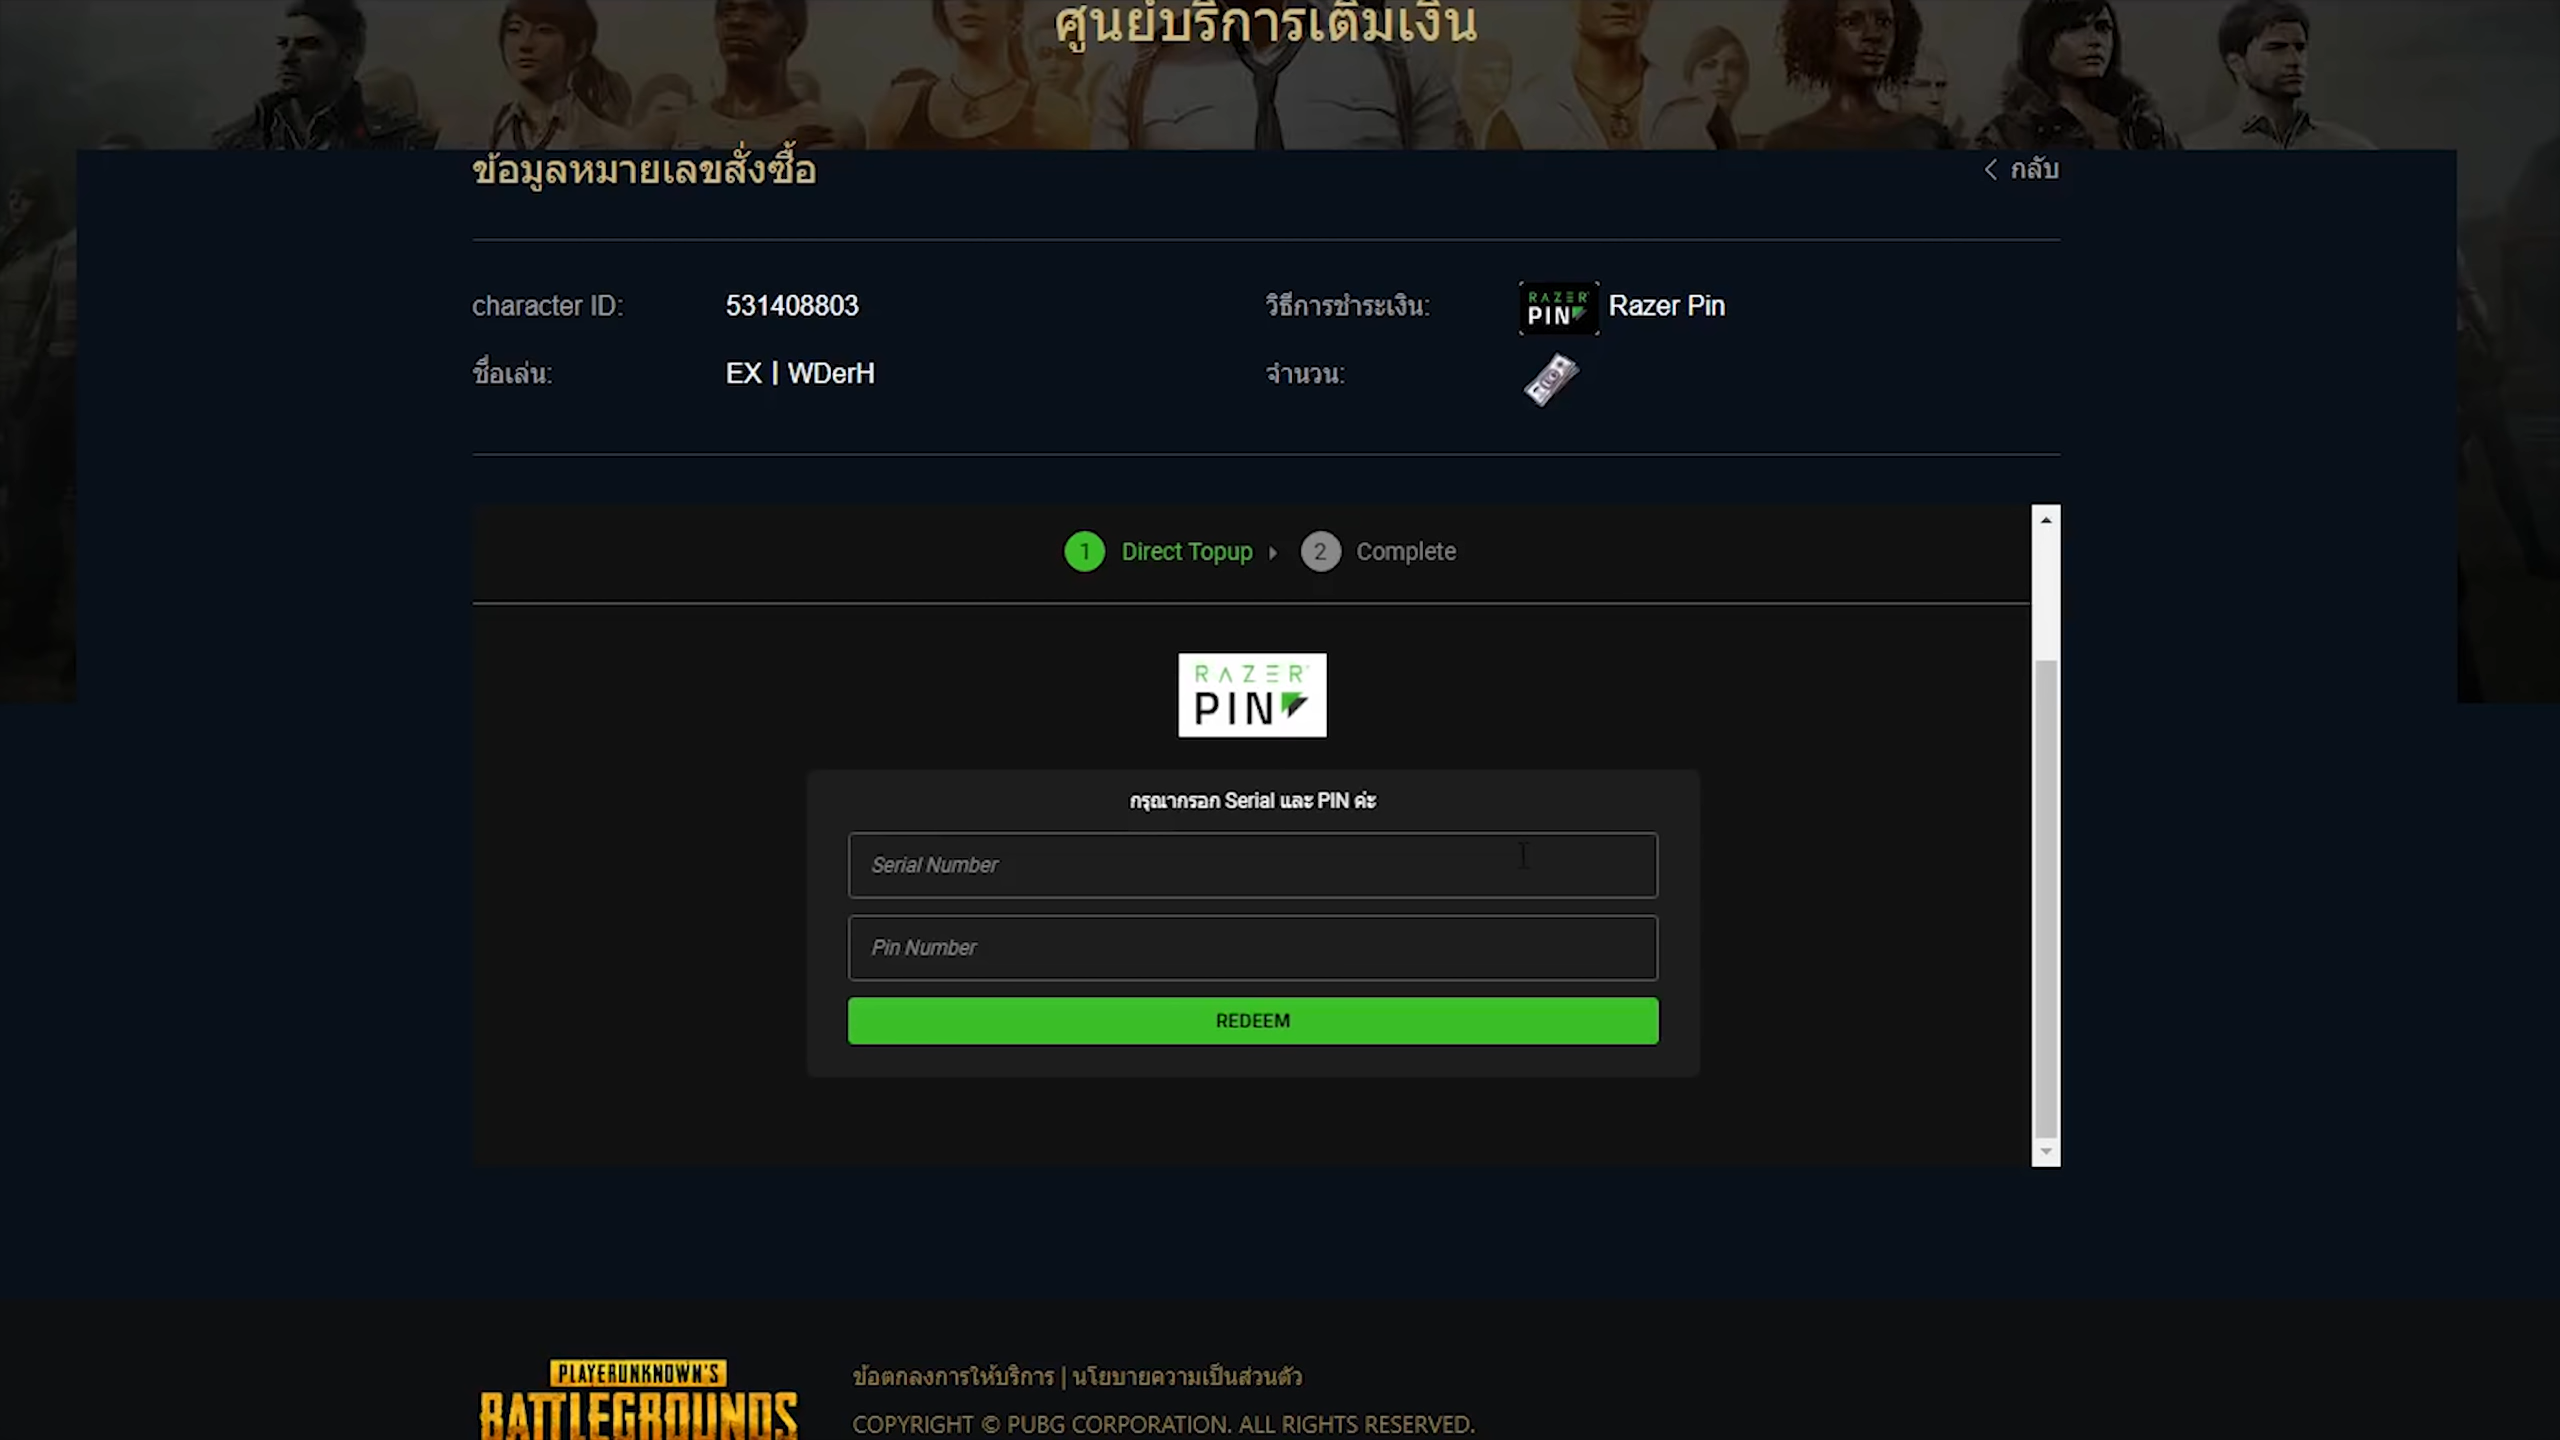 ศูนย์บริการเติมเงิน
ข้อมูลหมายเลขสั่งซื้อ
< กลับ
character ID: 531408803
วิธีการชำระเงิน: RAZER PIN Razer Pin
ชื่อเล่น: EX | WDerH
จำนวน:
1 Direct Topup 2 Complete
RAZER
PIN
กรุณากรอก Serial และ PIN ค่ะ
Serial Number
Pin Number
REDEEM
PLAYERUNKNOWN'S
BATTLEGROUNDS
ข้อตกลงการให้บริการ | นโยบายความเป็นส่วนตัว
COPYRIGHT © PUBG CORPORATION. ALL RIGHTS RESERVED.